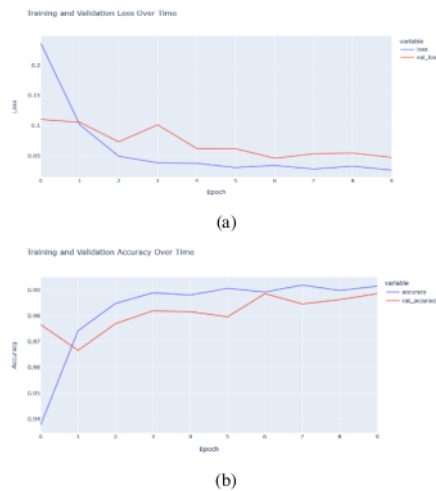 Training and Validation Loss Over Time
variable
loss
val_loss
0.2
0.15
0.1
0.05
Loss
0 1 2 3 4 5 6 7 8 9
Epoch
(a)
Training and Validation Accuracy Over Time
variable
accuracy
val_accuracy
0.99
0.98
0.97
0.96
0.95
0.94
Accuracy
0 1 2 3 4 5 6 7 8 9
Epoch
(b)